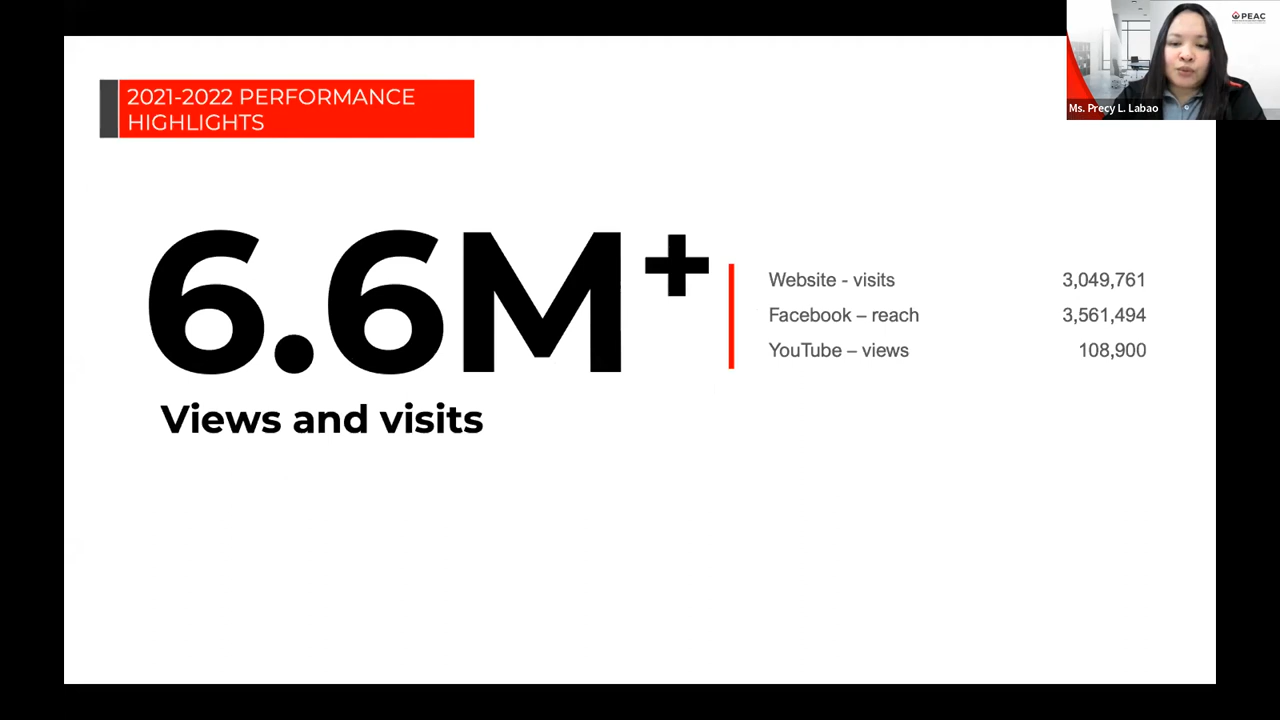 2021-2022 PERFORMANCE
HIGHLIGHTS
6.6M+
Views and visits
Website - visits 3,049,761
Facebook – reach 3,561,494
YouTube – views 108,900
PEAC
Ms. Precy L. Labao